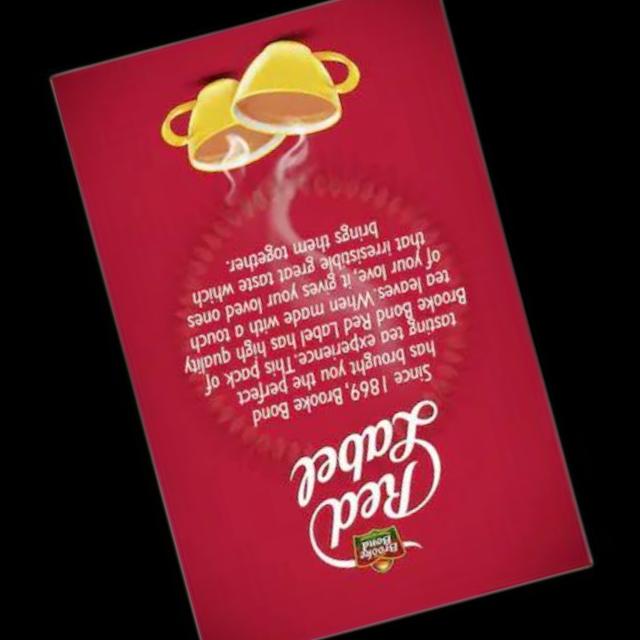 Brooke
Bond
Red
Label
Since 1869, Brooke Bond
has brought you the perfect
tasting tea experience. This pack of
Brooke Bond Red Label has high quality
tea leaves When made with a touch
of your love, it gives your loved ones
that irresistible great taste which
brings them together.